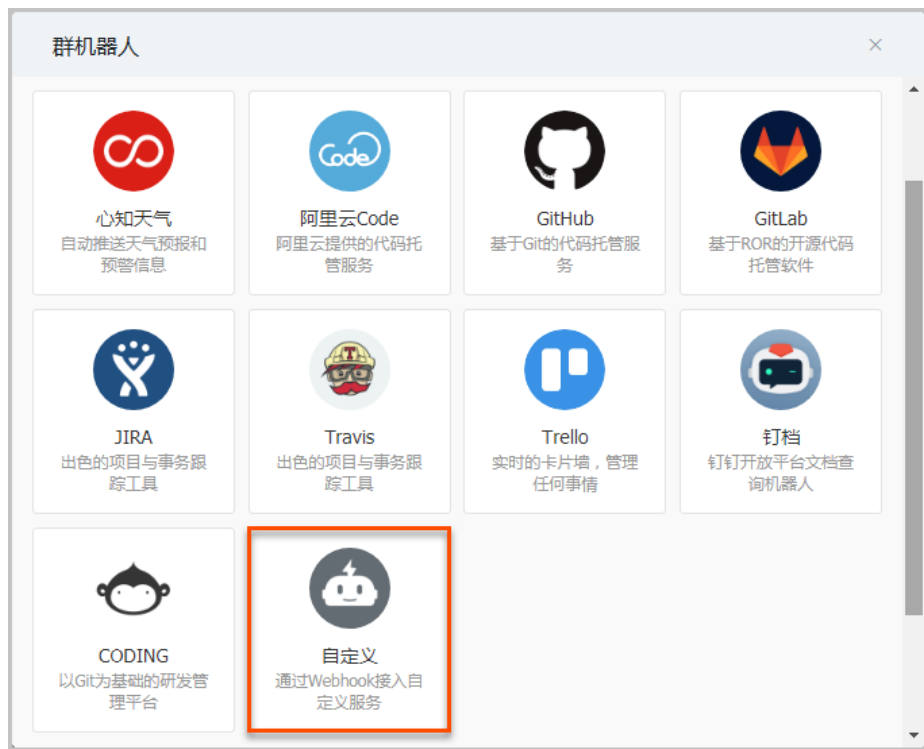 群机器人
心知天气
自动推送天气预报和
预警信息
Code
阿里云Code
阿里云提供的代码托
管服务
GitHub
基于Git的代码托管服
务
GitLab
基于ROR的开源代码
托管软件
JIRA
出色的项目与事务跟
踪工具
T
Travis
出色的项目与事务跟
踪工具
Trello
实时的卡片墙，管理
任何事情
钉档
钉钉开放平台文档查
询机器人
CODING
以Git为基础的研发管
理平台
自定义
通过Webhook接入自
定义服务